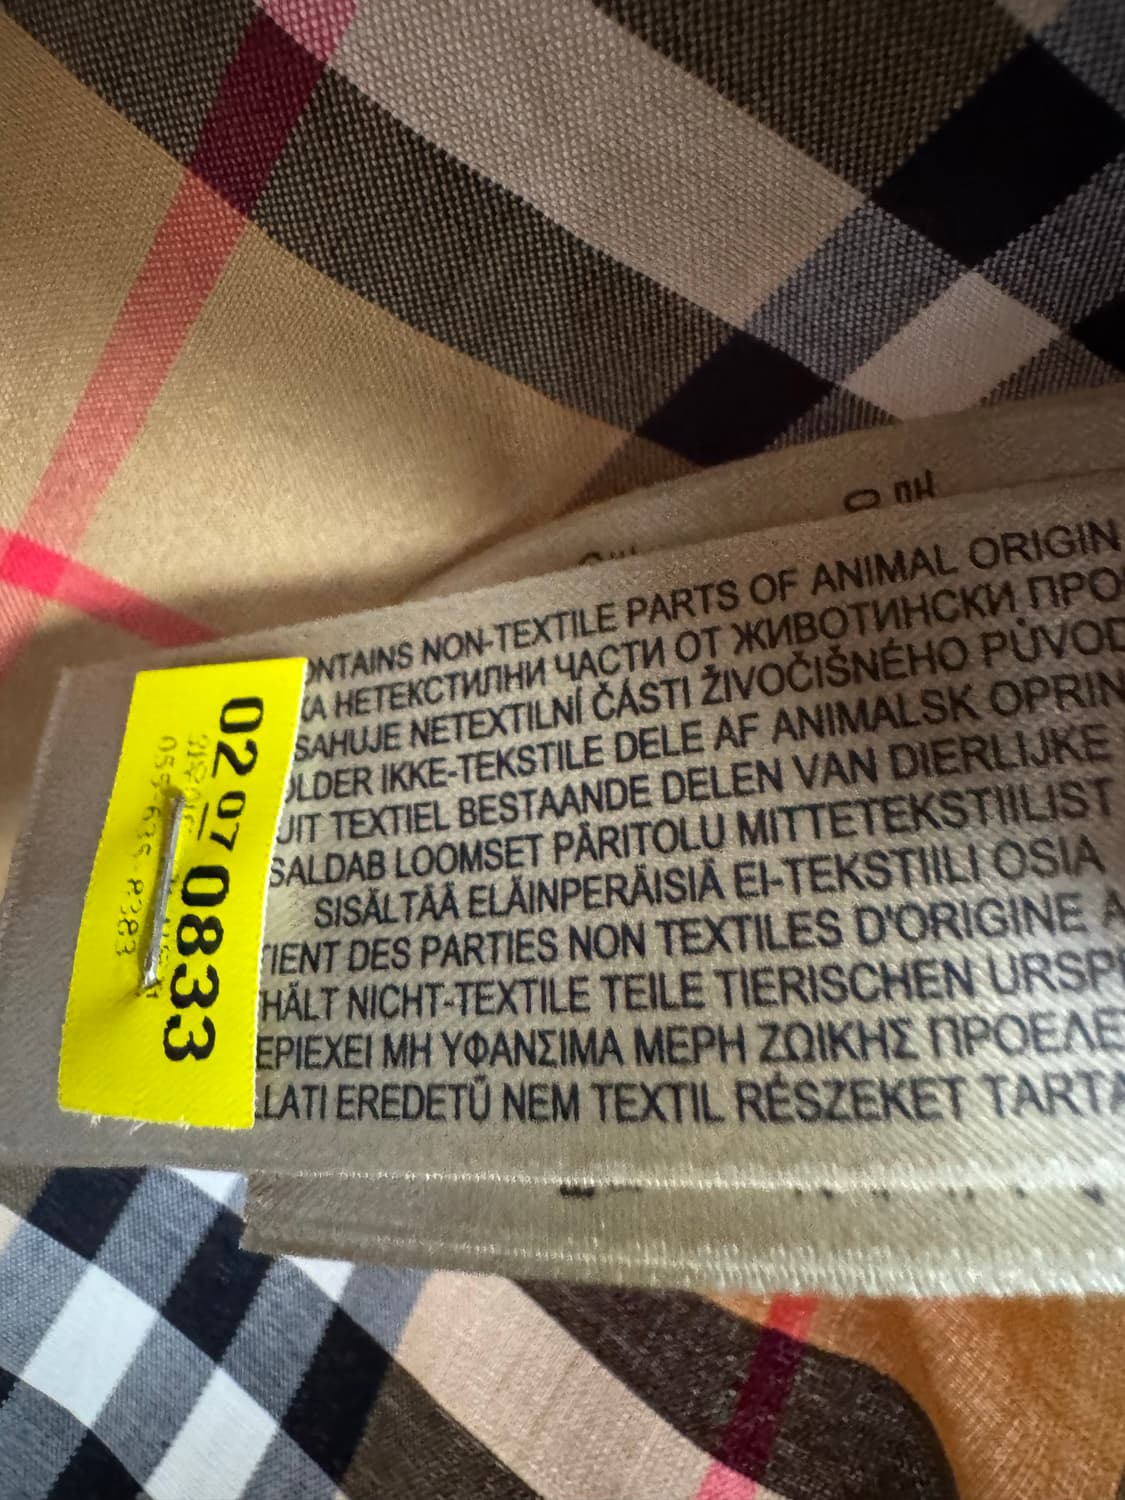 02 07 0833
NON-TEXTILE PARTS OF ANIMAL ORIGIN
НЕТЕКСТИЛНИ ЧАСТИ ОТ ЖИВОТИНСКИ ПРО
SAHUJE NETEXTILNÍ ČÁSTI ŽIVOČIŠNÉHO PŮVOD
OLDER IKKE-TEKSTILE DELE AF ANIMALSK OPRIN
UIT TEXTIEL BESTAANDE DELEN VAN DIERLIJKE
SALDAB LOOMSET PÄRITOLU MITTETEKSTIILIST
SISÄLTÄÄ ELÄINPERÄISIÄ EI-TEKSTIILI OSIA
TIENT DES PARTIES NON TEXTILES D'ORIGINE A
HÄLT NICHT-TEXTILE TEILE TIERISCHEN URSP
ΕΡΙΕΧΕΙ ΜΗ ΥΦΑΝΣΙΜΑ ΜΕΡΗ ΖΩΙΚΗΣ ΠΡΟΕΛΕ
LLATI EREDETŰ NEM TEXTIL RÉSZEKET TARTA